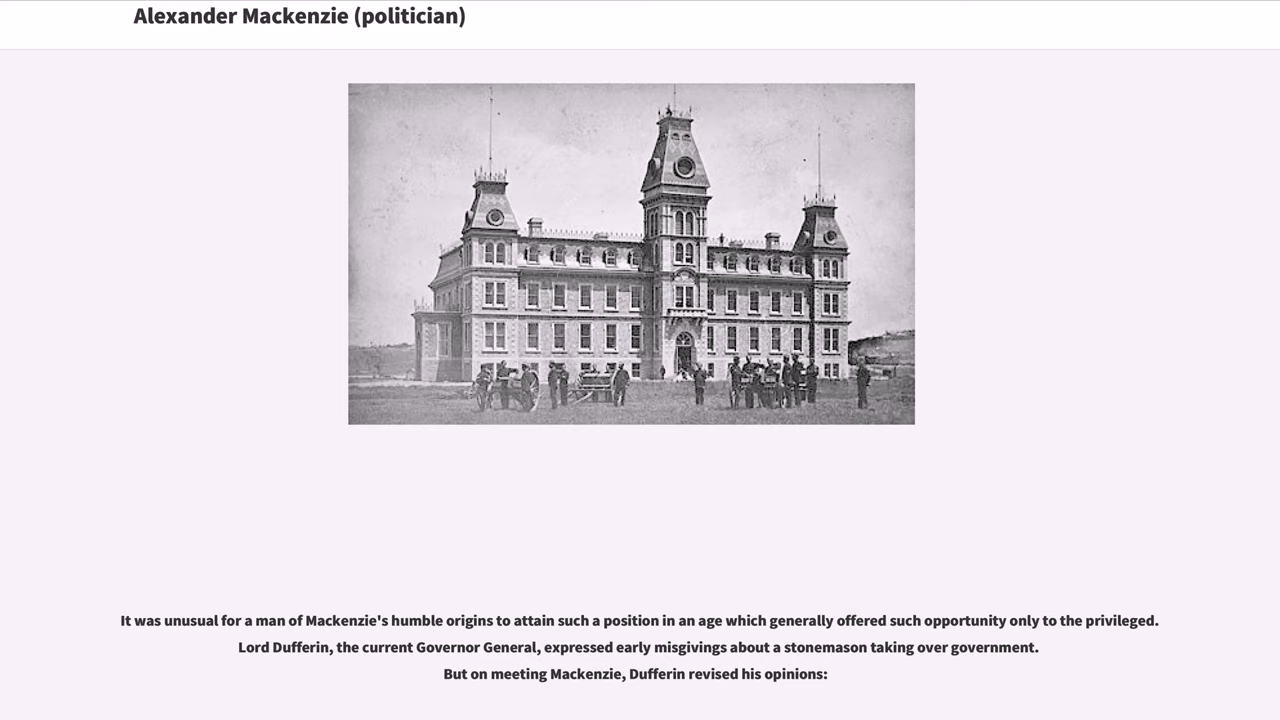 Alexander Mackenzie (politician)
It was unusual for a man of Mackenzie's humble origins to attain such a position in an age which generally offered such opportunity only to the privileged.
Lord Dufferin, the current Governor General, expressed early misgivings about a stonemason taking over government.
But on meeting Mackenzie, Dufferin revised his opinions: